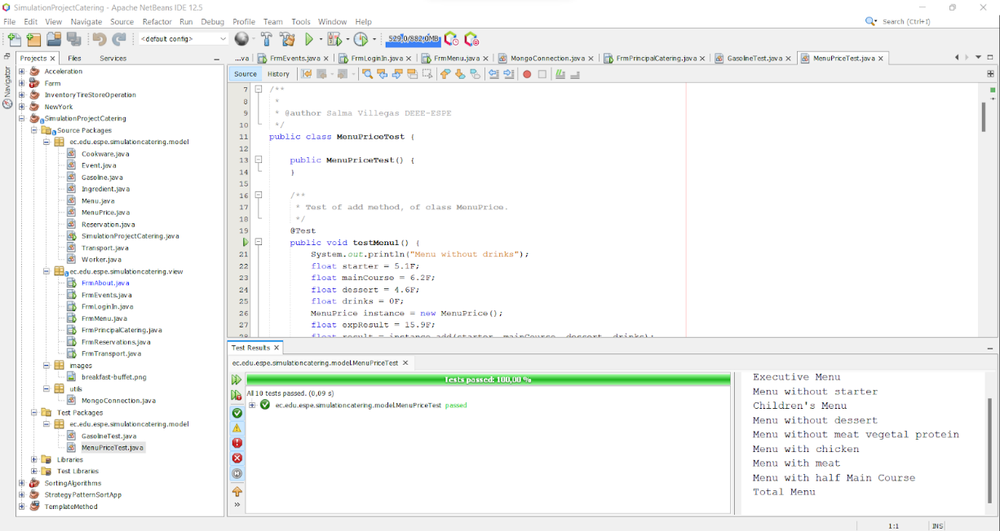 SimulationProjectCatering - Apache NetBeans IDE 12.5
File Edit View Navigate Source Refactor Run Debug Profile Team Tools Window Help
Search (Ctrl+I)
<default config>
529,0/882,0MB
Projects Files Services
...va FrmEvents.java FrmLogInIn.java FrmMenu.java MongoConnection.java FrmPrincipalCatering.java GasolineTest.java MenuPriceTest.java
Navigator
Source History
Acceleration
Farm
InventoryTireStoreOperation
NewYork
SimulationProjectCatering
Source Packages
ec.edu.espe.simulationcatering.model
Cookware.java
Event.java
Gasoline.java
Ingredient.java
Menu.java
MenuPrice.java
Reservation.java
SimulationProjectCatering.java
Transport.java
Worker.java
ec.edu.espe.simulationcatering.view
FrmAbout.java
FrmEvents.java
FrmLogInIn.java
FrmMenu.java
FrmPrincipalCatering.java
FrmReservations.java
FrmTransport.java
images
breakfast-buffet.png
utils
MongoConnection.java
Test Packages
ec.edu.espe.simulationcatering.model
GasolineTest.java
MenuPriceTest.java
Libraries
Test Libraries
SortingAlgorithms
StrategyPatternSortApp
TemplateMethod
7 /**
8 *
9 * @author Salma Villegas DEEE-ESPE
10 */
11 public class MenuPriceTest {
12
13 public MenuPriceTest() {
14 }
15
16 /**
17 * Test of add method, of class MenuPrice.
18 */
19 @Test
public void testMenu1() {
21 System.out.println("Menu without drinks");
22 float starter = 5.1F;
23 float mainCourse = 6.2F;
24 float dessert = 4.6F;
25 float drinks = 0F;
26 MenuPrice instance = new MenuPrice();
27 float expResult = 15.9F;
float result = instance.add(starter, mainCourse, dessert, drinks);
Test Results
ec.edu.espe.simulationcatering.model.MenuPriceTest
Tests passed: 100,00 %
All 10 tests passed. (0,09 s)
ec.edu.espe.simulationcatering.model.MenuPriceTest passed
Executive Menu
Menu without starter
Children's Menu
Menu without dessert
Menu without meat vegetal protein
Menu with chicken
Menu with meat
Menu with half Main Course
Total Menu
1:1 INS